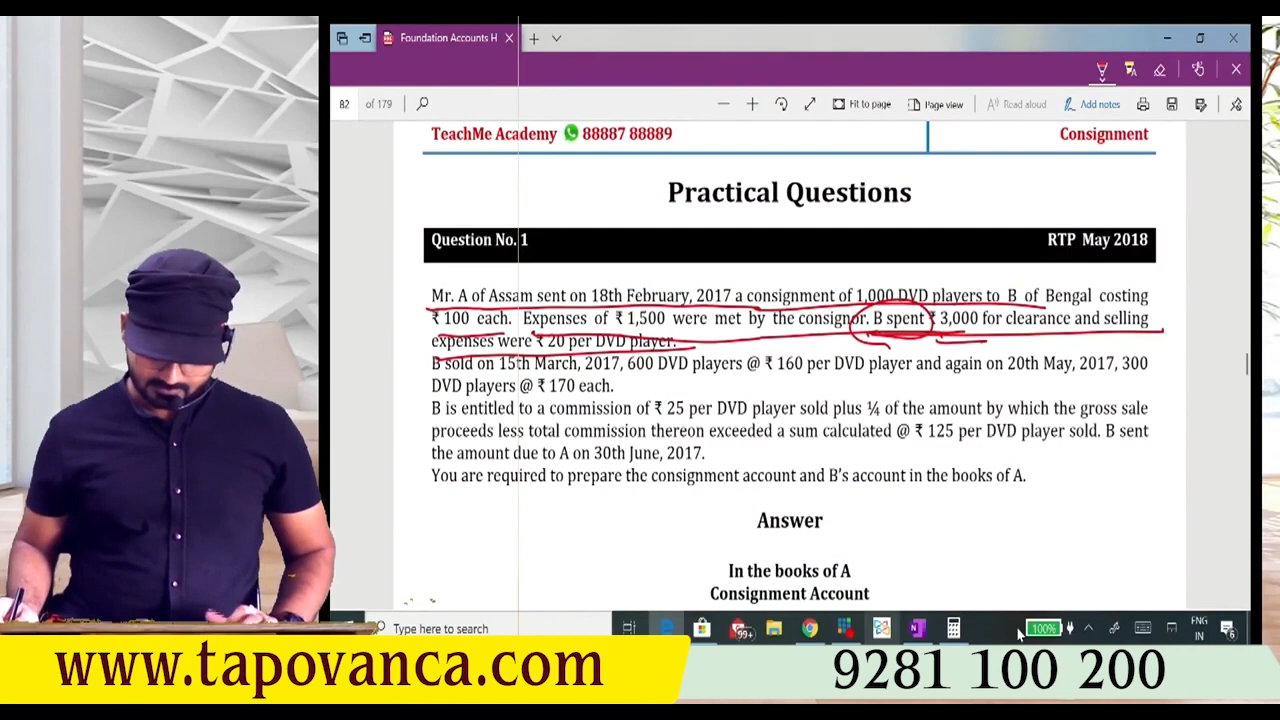 Foundation Accounts H
82 of 179
Fit to page
Page view
Read aloud
Add notes
TeachMe Academy 88887 88889
Consignment
Practical Questions
Question No. 1
RTP May 2018
Mr. A of Assam sent on 18th February, 2017 a consignment of 1,000 DVD players to B of Bengal costing
₹ 100 each. Expenses of ₹ 1,500 were met by the consignor. B spent ₹ 3,000 for clearance and selling
expenses were ₹ 20 per DVD player.
B sold on 15th March, 2017, 600 DVD players @ ₹ 160 per DVD player and again on 20th May, 2017, 300
DVD players @ ₹ 170 each.
B is entitled to a commission of ₹ 25 per DVD player sold plus ¼ of the amount by which the gross sale
proceeds less total commission thereon exceeded a sum calculated @ ₹ 125 per DVD player sold. B sent
the amount due to A on 30th June, 2017.
You are required to prepare the consignment account and B's account in the books of A.
Answer
In the books of A
Consignment Account
Type here to search
99+
100%
ENG
IN
6
www.tapovanca.com
9281 100 200